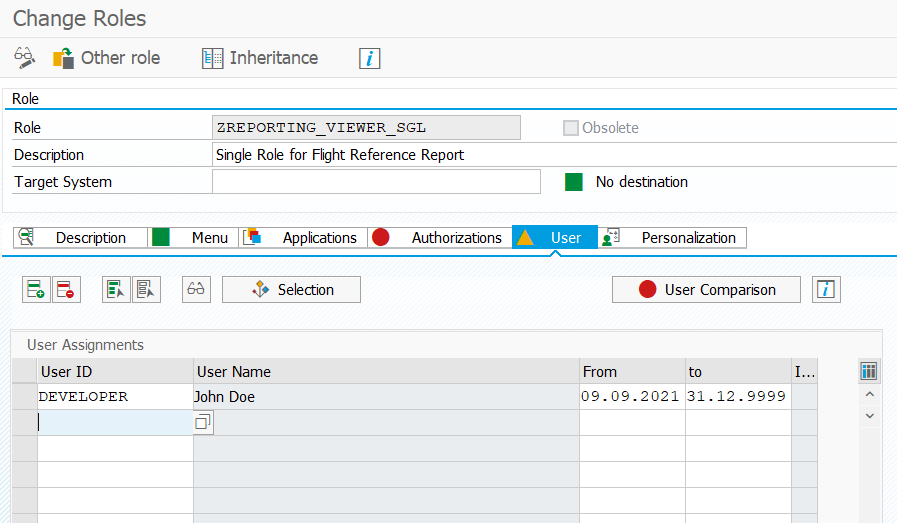 Change Roles
Other role Inheritance
Role
Role ZREPORTING_VIEWER_SGL Obsolete
Description Single Role for Flight Reference Report
Target System No destination
Description Menu Applications Authorizations User Personalization
Selection User Comparison
User Assignments
User ID User Name From to I...
DEVELOPER John Doe 09.09.2021 31.12.9999